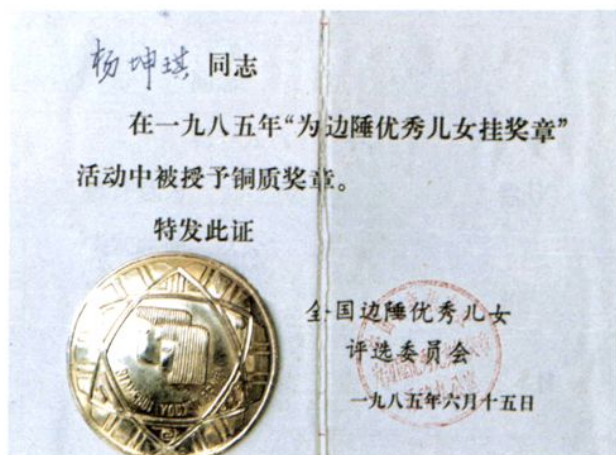 杨坤琪 同志
在一九八五年“为边陲优秀儿女挂奖章”
活动中被授予铜质奖章。
特发此证
全国边陲优秀儿女
评选委员会
一九八五年六月十五日